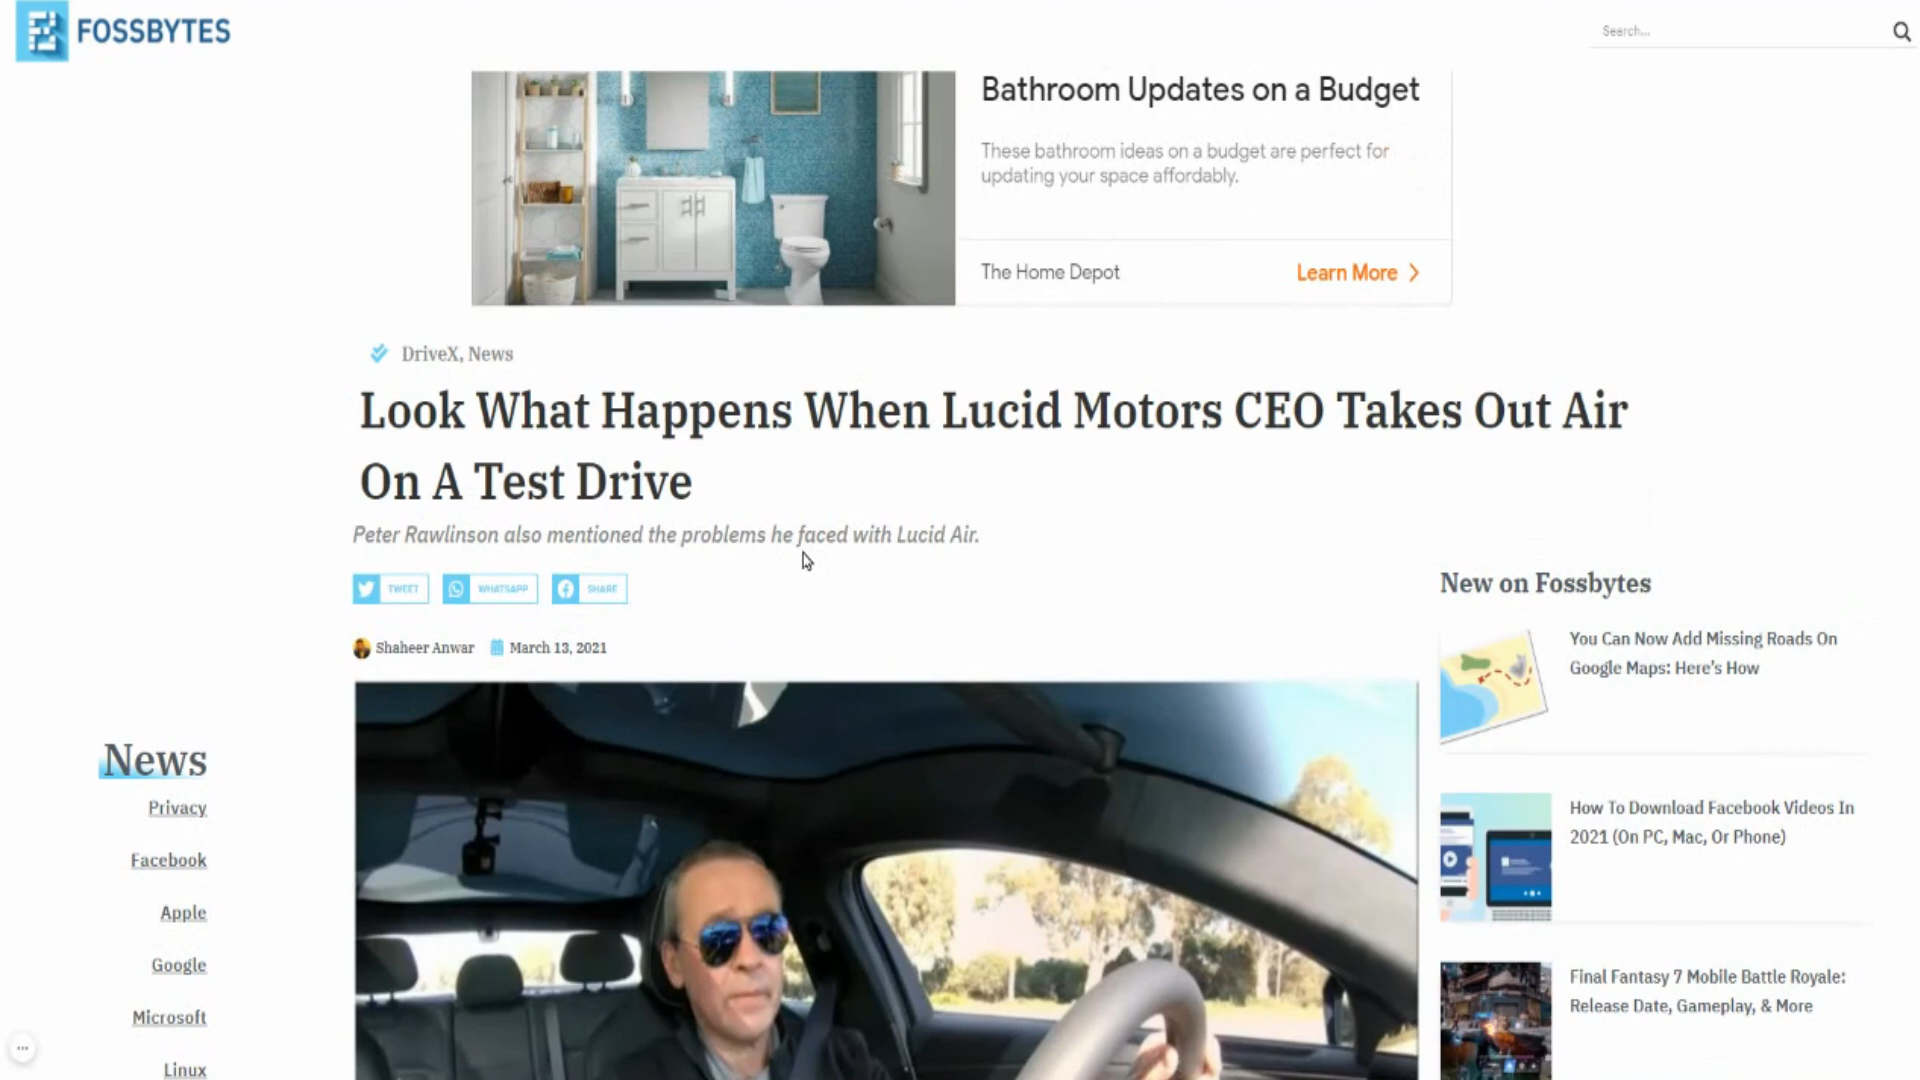 FOSSBYTES
Search...
Bathroom Updates on a Budget
These bathroom ideas on a budget are perfect for
updating your space affordably.
The Home Depot
Learn More
DriveX, News
Look What Happens When Lucid Motors CEO Takes Out Air
On A Test Drive
Peter Rawlinson also mentioned the problems he faced with Lucid Air.
TWEET
WHATSAPP
SHARE
Shaheer Anwar
March 13, 2021
News
Privacy
Facebook
Apple
Google
Microsoft
Linux
New on Fossbytes
You Can Now Add Missing Roads On
Google Maps: Here's How
How To Download Facebook Videos In
2021 (On PC, Mac, Or Phone)
Final Fantasy 7 Mobile Battle Royale:
Release Date, Gameplay, & More